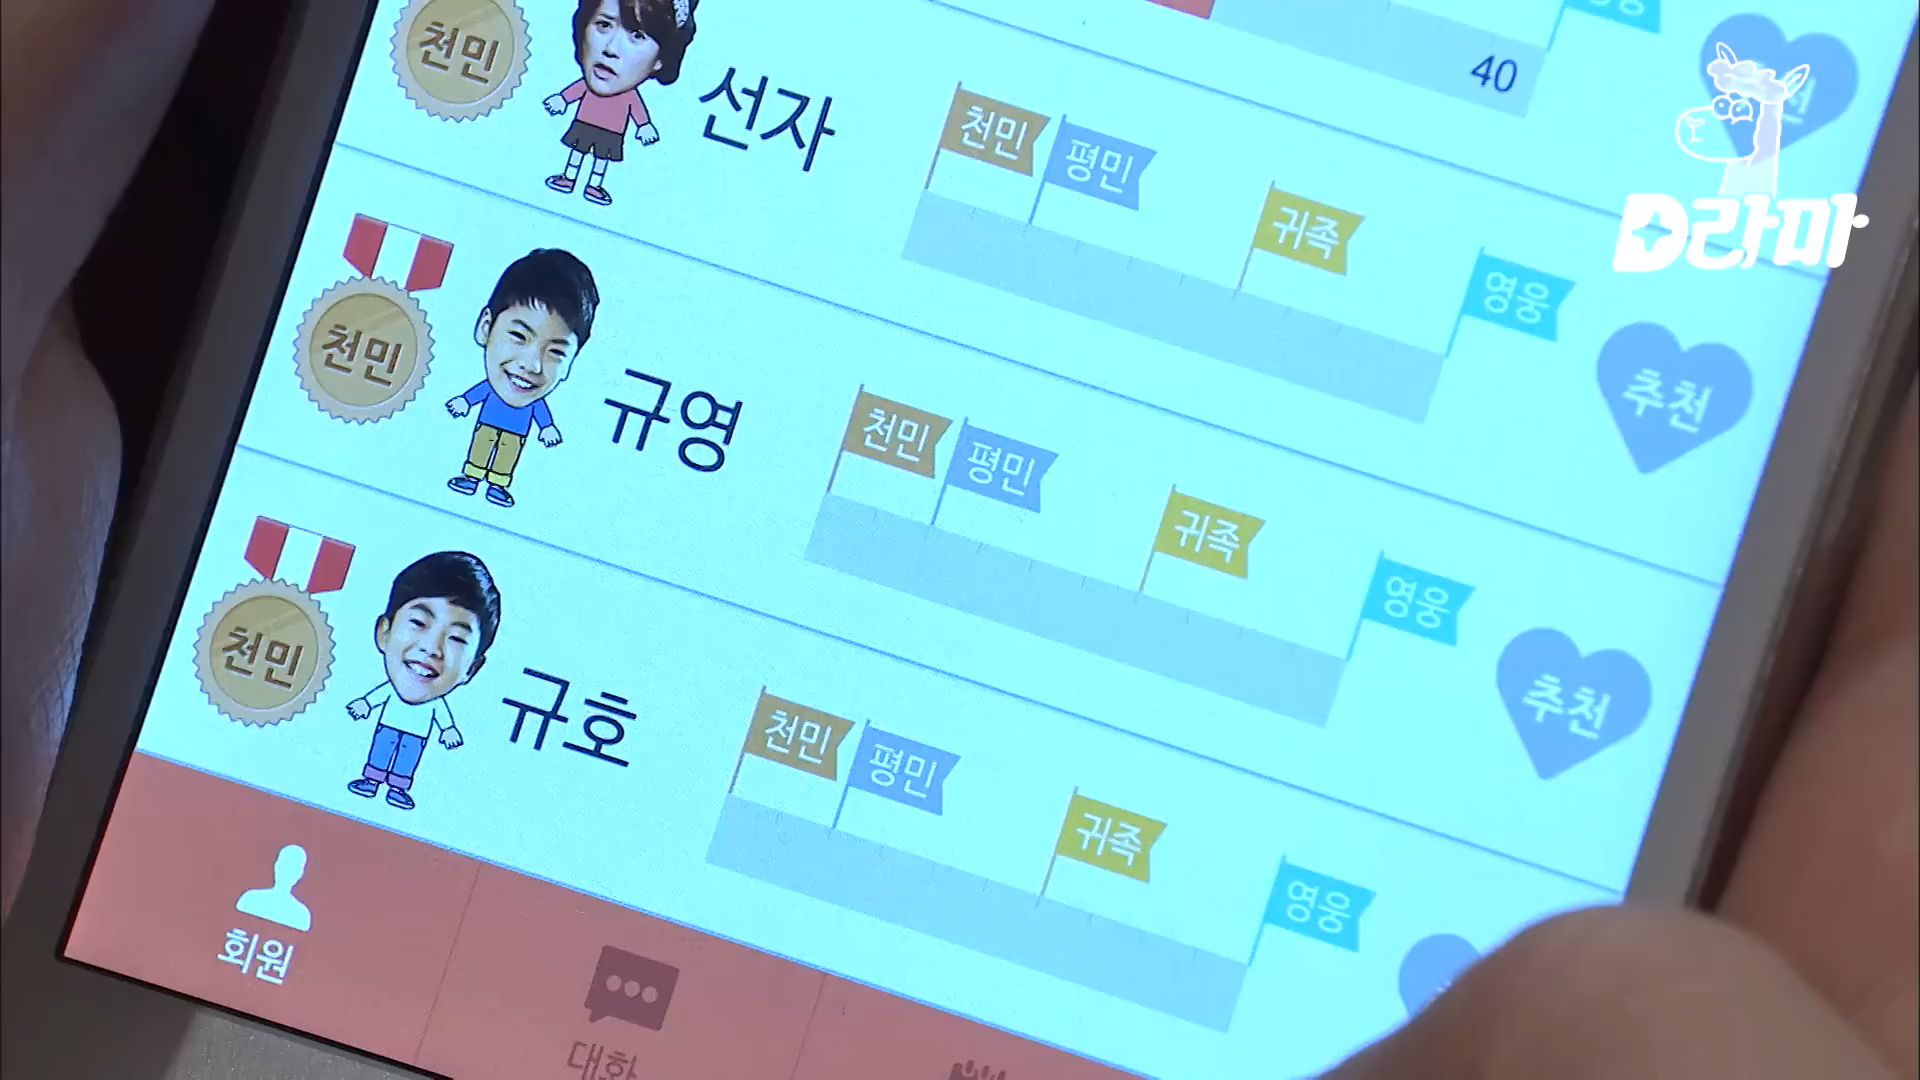 40
천민
선자
천민 평민 귀족 영웅
추천
D라마
천민
규영
천민 평민 귀족 영웅
추천
천민
규호
천민 평민 귀족 영웅
회원
대화